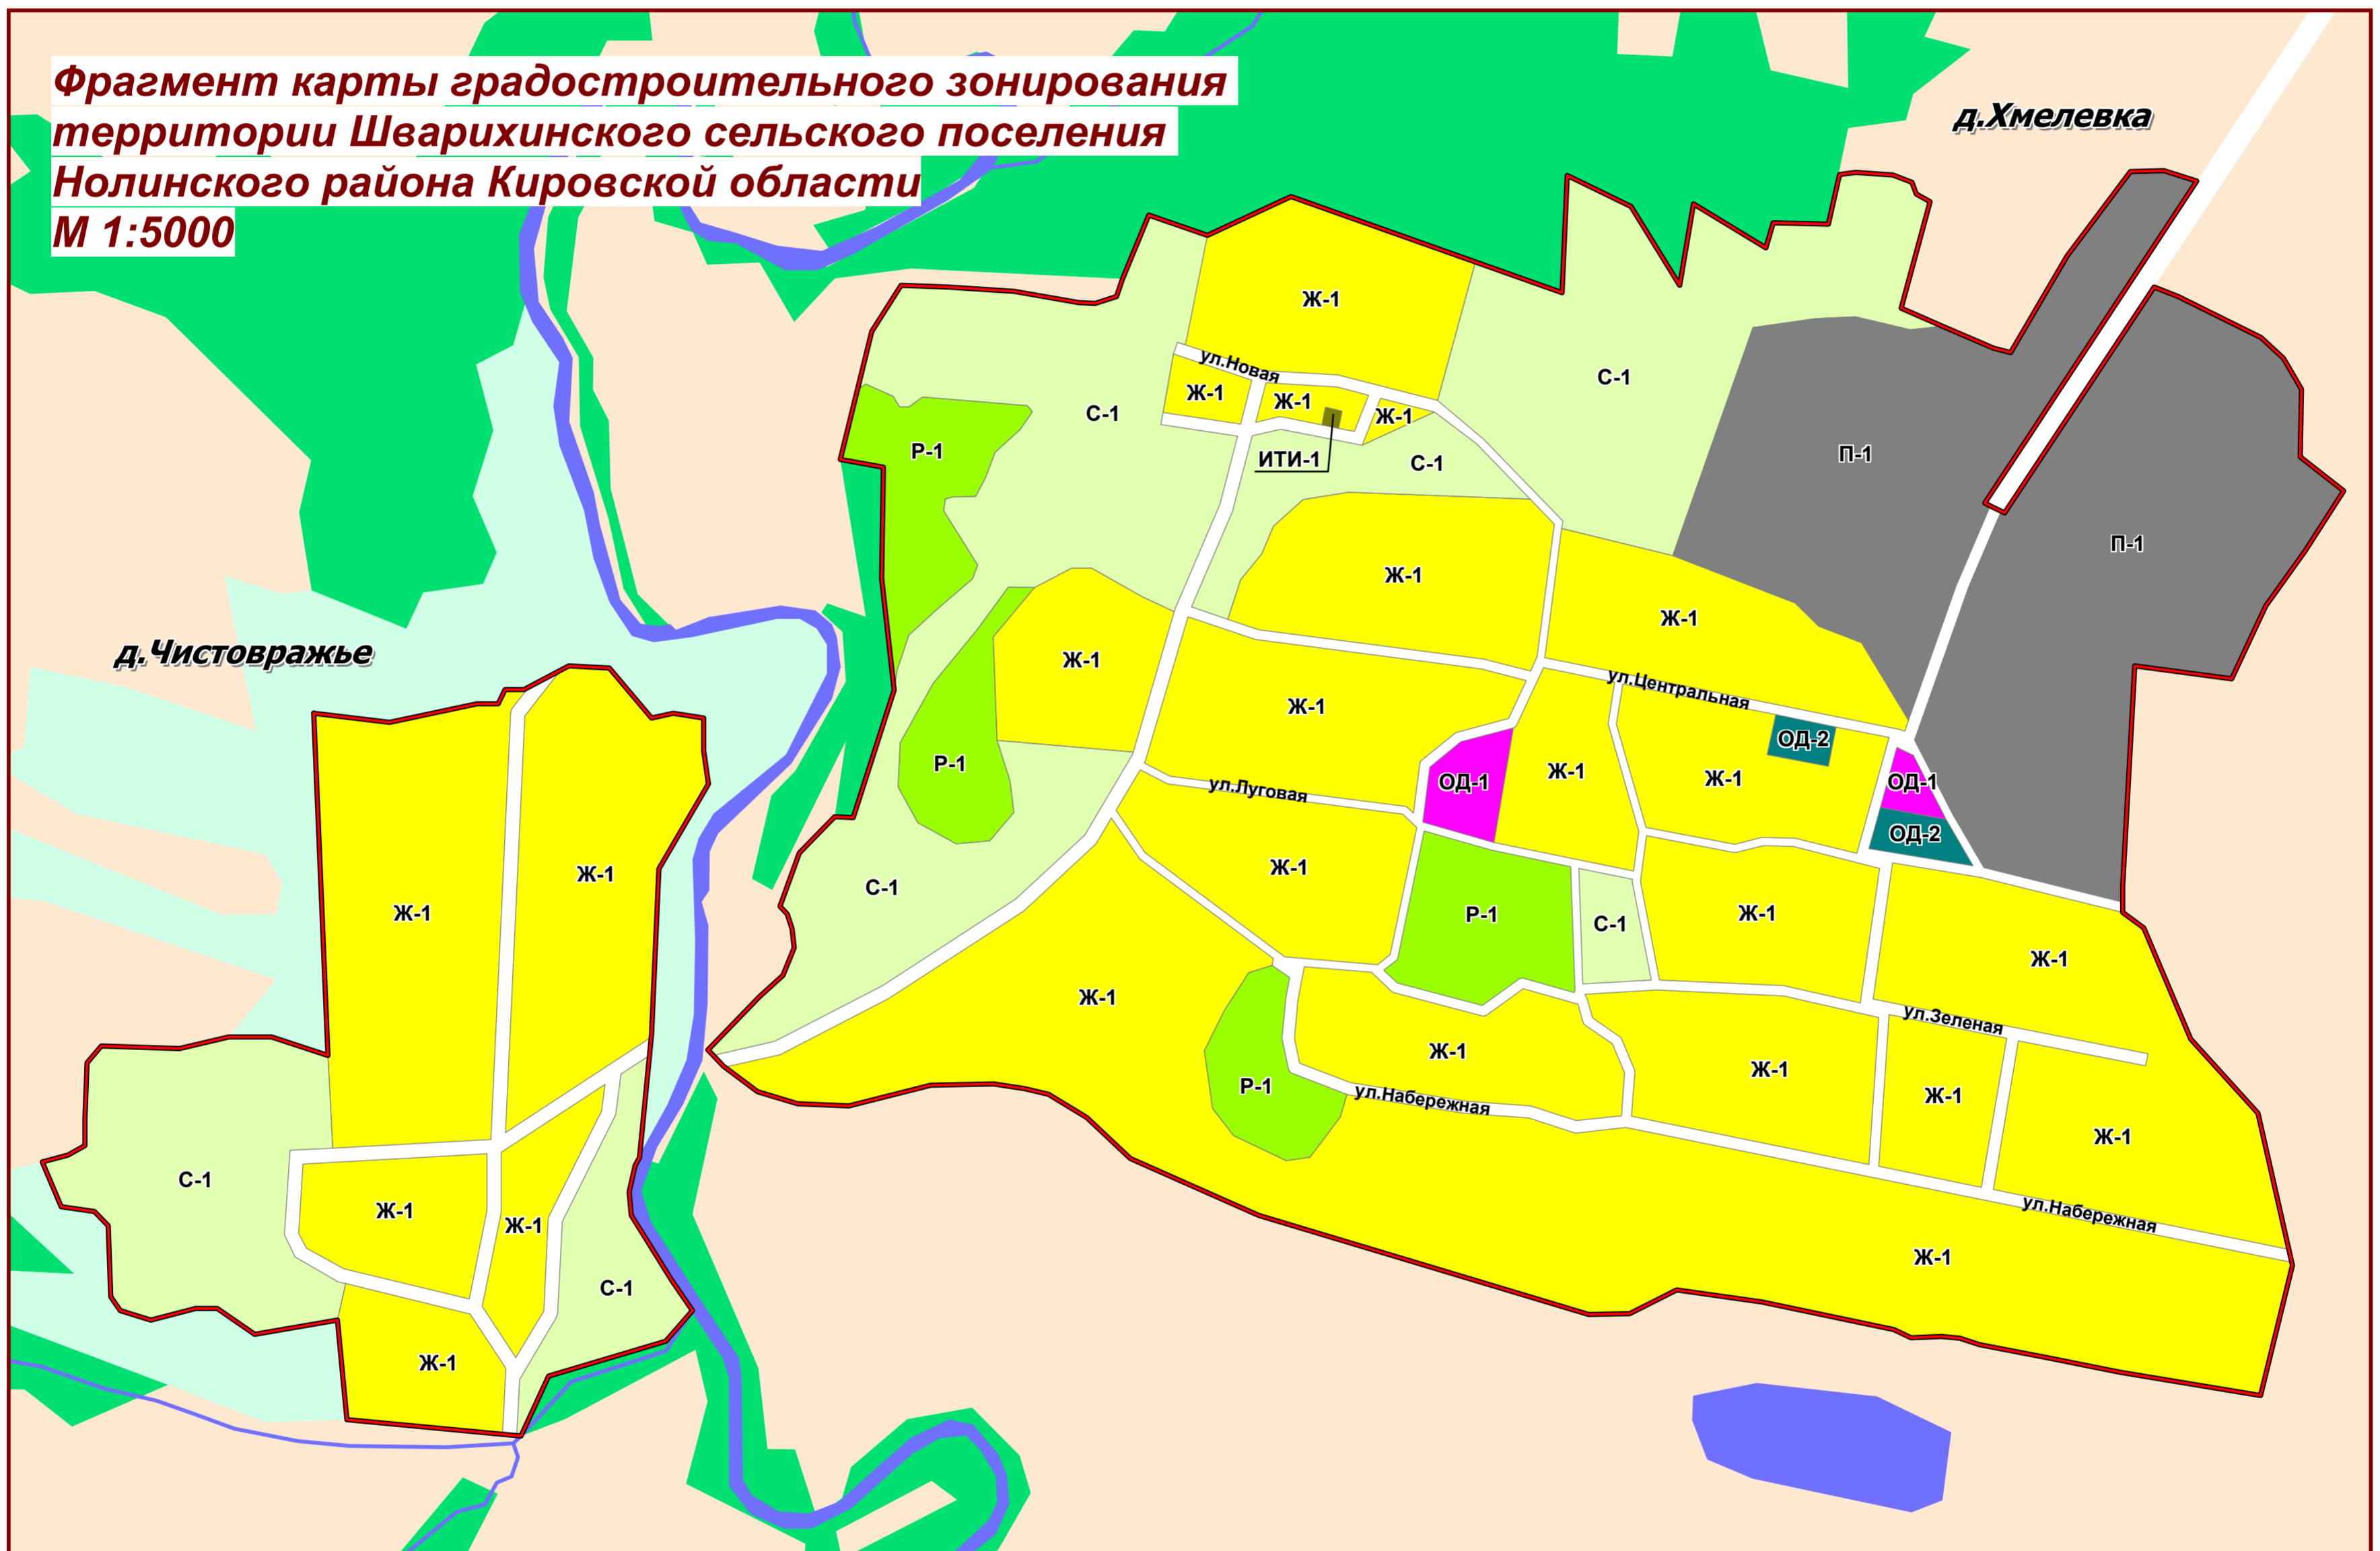 Фрагмент карты градостроительного зонирования
территории Шварихинского сельского поселения
Нолинского района Кировской области
М 1:5000
д.Хмелевка
Ж-1
ул.Новая
Ж-1
Ж-1
Ж-1
С-1
С-1
Р-1
ИТИ-1
С-1
П-1
П-1
Ж-1
Ж-1
д.Чистовражье
Ж-1
ул.Центральная
Ж-1
ОД-2
Р-1
Ж-1
Ж-1
ОД-1
ОД-1
ул.Луговая
ОД-2
Ж-1
Ж-1
С-1
Ж-1
Р-1
Ж-1
С-1
Ж-1
Ж-1
Ж-1
ул.Зеленая
Ж-1
Ж-1
Р-1
Ж-1
ул.Набережная
Ж-1
С-1
Ж-1
Ж-1
ул.Набережная
Ж-1
С-1
Ж-1